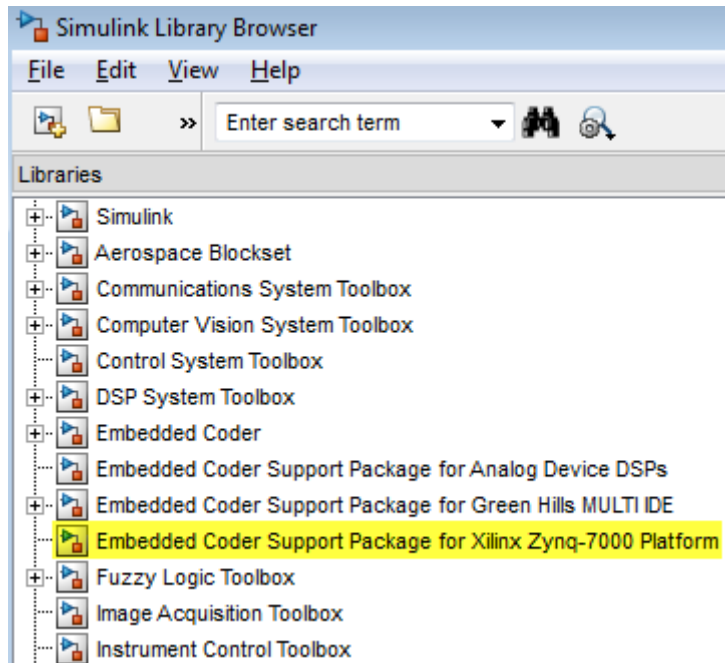 Simulink Library Browser
File Edit View Help
» Enter search term
Libraries
Simulink
Aerospace Blockset
Communications System Toolbox
Computer Vision System Toolbox
Control System Toolbox
DSP System Toolbox
Embedded Coder
Embedded Coder Support Package for Analog Device DSPs
Embedded Coder Support Package for Green Hills MULTI IDE
Embedded Coder Support Package for Xilinx Zynq-7000 Platform
Fuzzy Logic Toolbox
Image Acquisition Toolbox
Instrument Control Toolbox